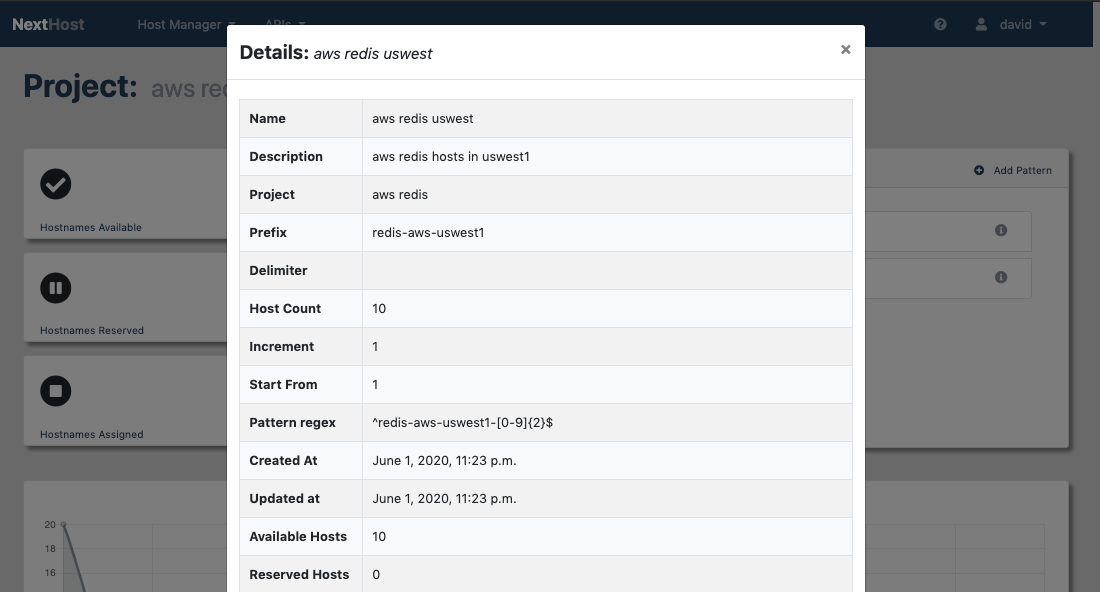 NextHost Host Manager APIs david
Details: aws redis uswest ×
Project: aws red
Name aws redis uswest
Description aws redis hosts in uswest1
Add Pattern
Project aws redis
Hostnames Available
Prefix redis-aws-uswest1
Delimiter
Host Count 10
Hostnames Reserved
Increment 1
Start From 1
Pattern regex ^redis-aws-uswest1-[0-9]{2}$
Hostnames Assigned
Created At June 1, 2020, 11:23 p.m.
Updated at June 1, 2020, 11:23 p.m.
20
Available Hosts 10
18
Reserved Hosts 0
16